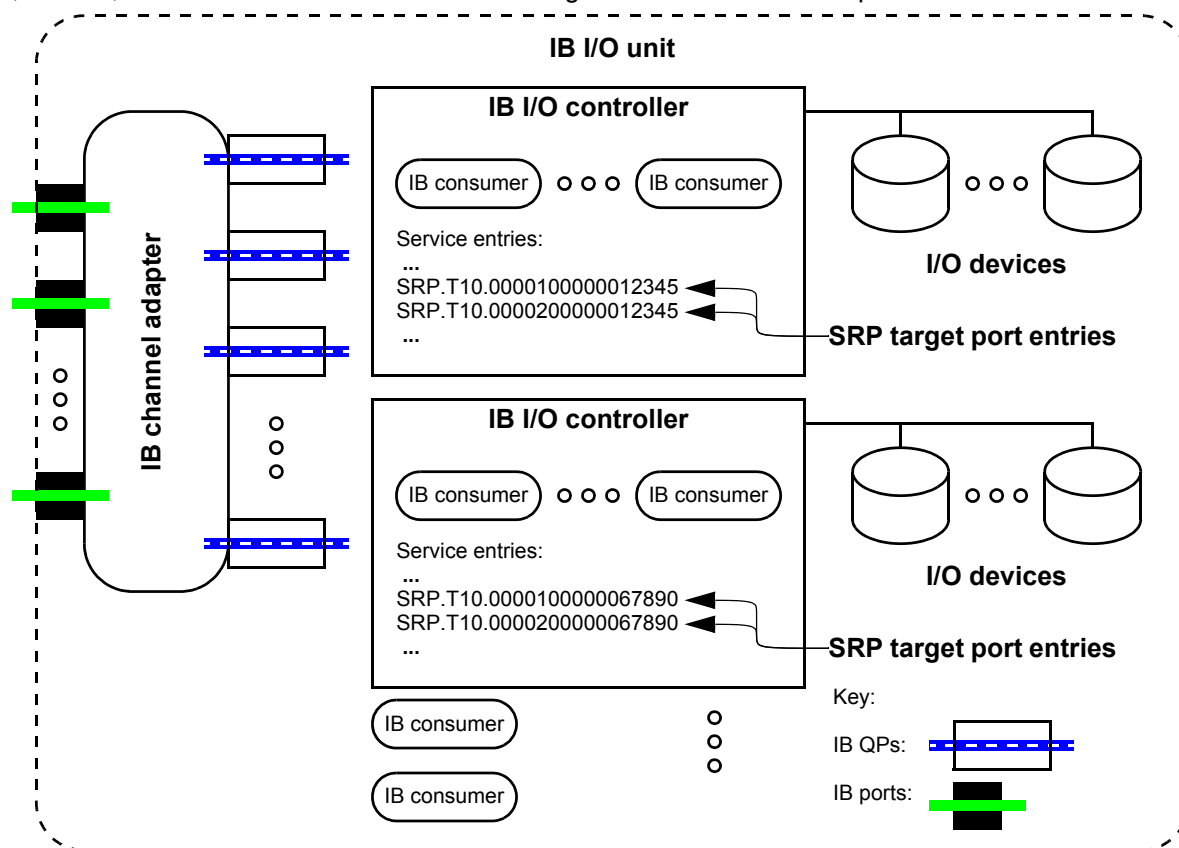 IB I/O unit
IB channel adapter
IB I/O controller
IB consumer
IB consumer
Service entries:
...
SRP.T10.0000100000012345
SRP.T10.0000200000012345
...
I/O devices
SRP target port entries
IB I/O controller
IB consumer
IB consumer
Service entries:
...
SRP.T10.0000100000067890
SRP.T10.0000200000067890
...
I/O devices
SRP target port entries
IB consumer
IB consumer
Key:
IB QPs:
IB ports: